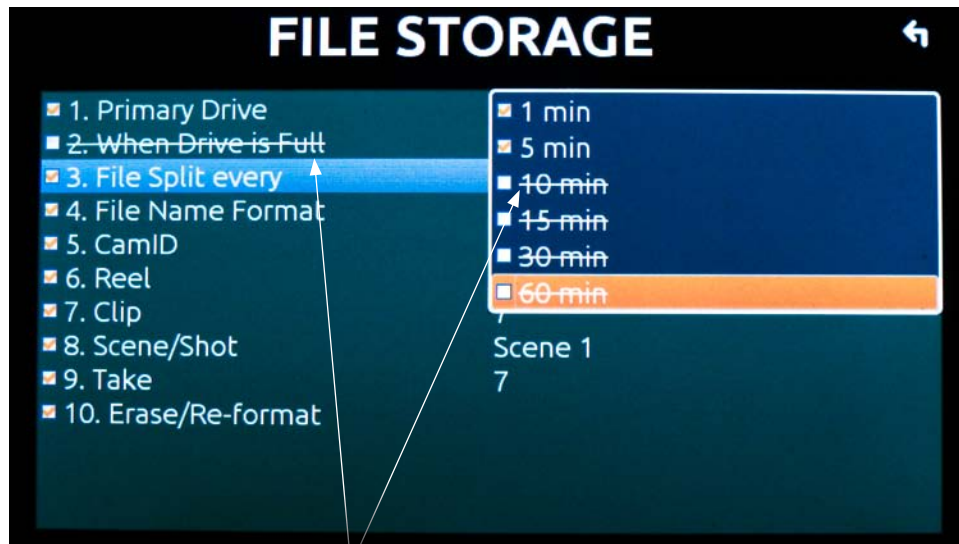 FILE STORAGE
1. Primary Drive
2. When Drive is Full
3. File Split every
4. File Name Format
5. CamID
6. Reel
7. Clip
8. Scene/Shot
9. Take
10. Erase/Re-format
1 min
5 min
10 min
15 min
30 min
60 min
Scene 1
7